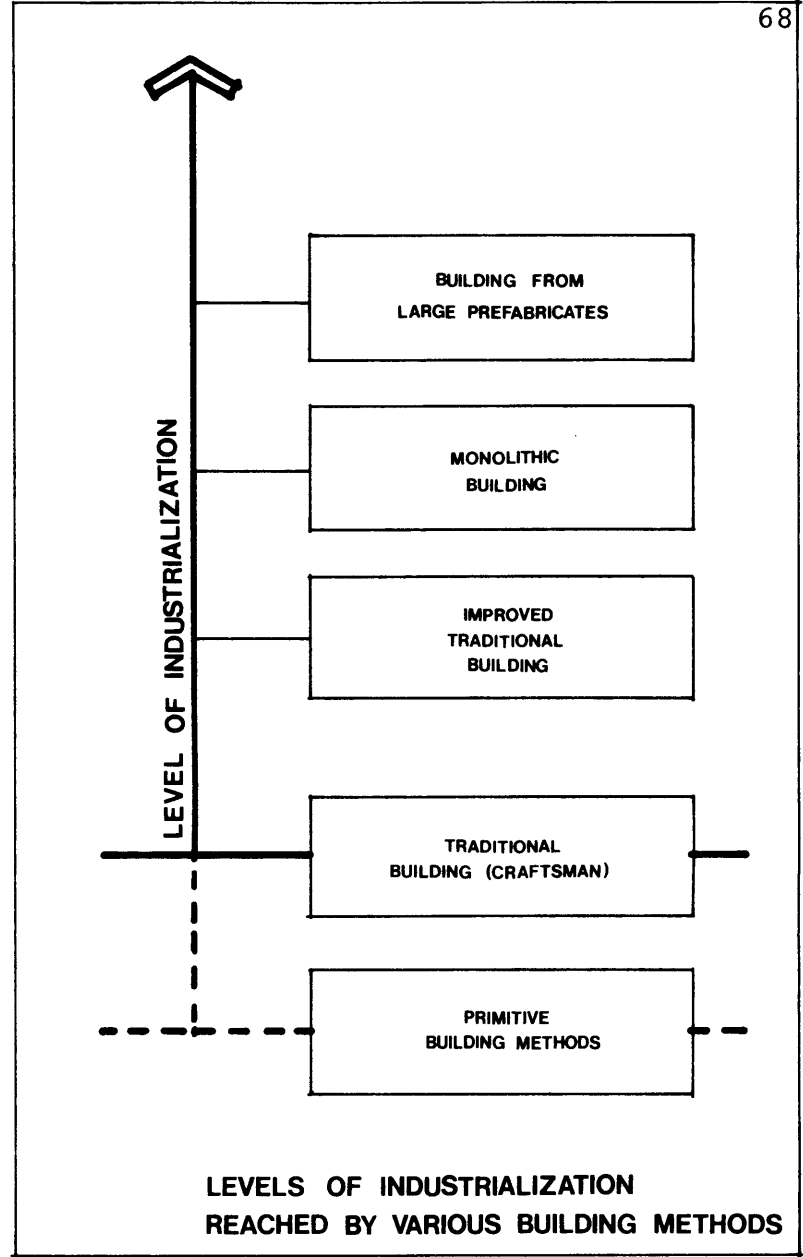 68
BUILDING FROM
LARGE PREFABRICATES
MONOLITHIC
BUILDING
IMPROVED
TRADITIONAL
BUILDING
LEVEL OF INDUSTRIALIZATION
TRADITIONAL
BUILDING (CRAFTSMAN)
PRIMITIVE
BUILDING METHODS
LEVELS OF INDUSTRIALIZATION
REACHED BY VARIOUS BUILDING METHODS